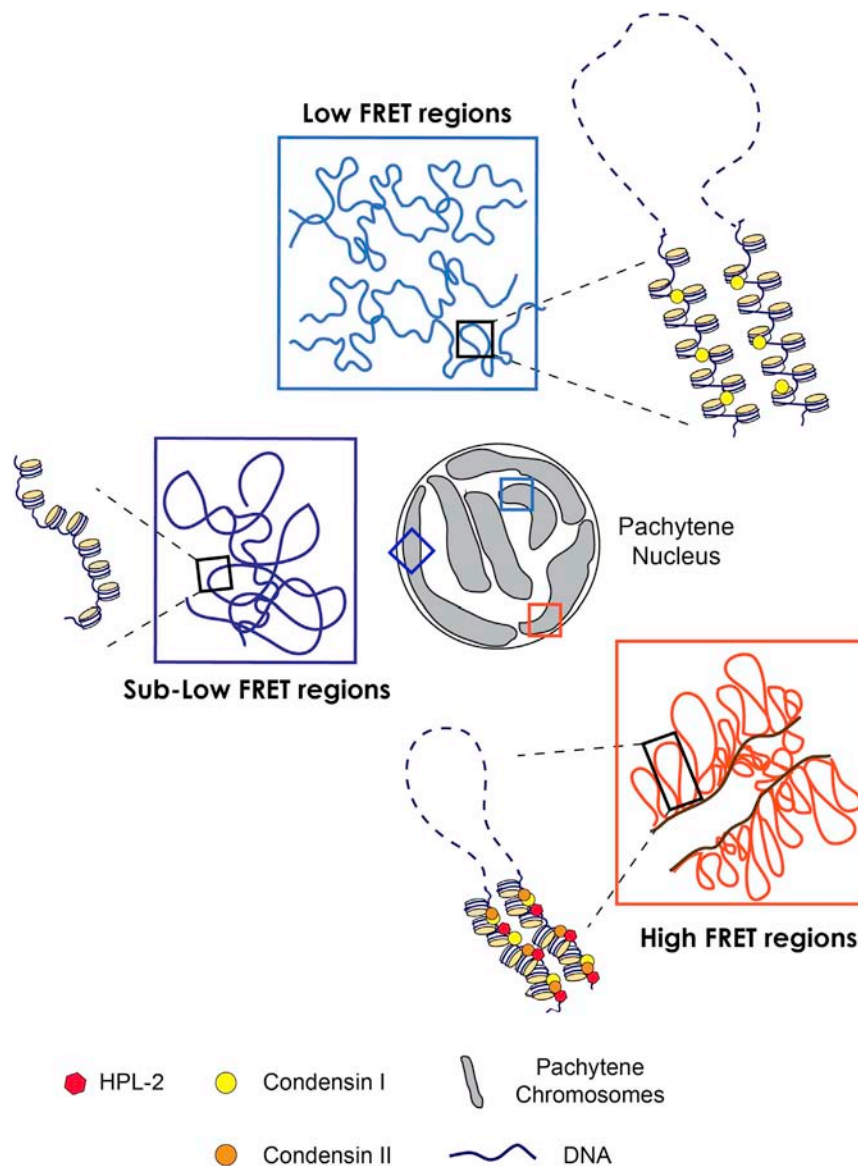 Low FRET regions
Pachytene
Nucleus
Sub-Low FRET regions
High FRET regions
HPL-2
Condensin I
Pachytene
Chromosomes
Condensin II
DNA